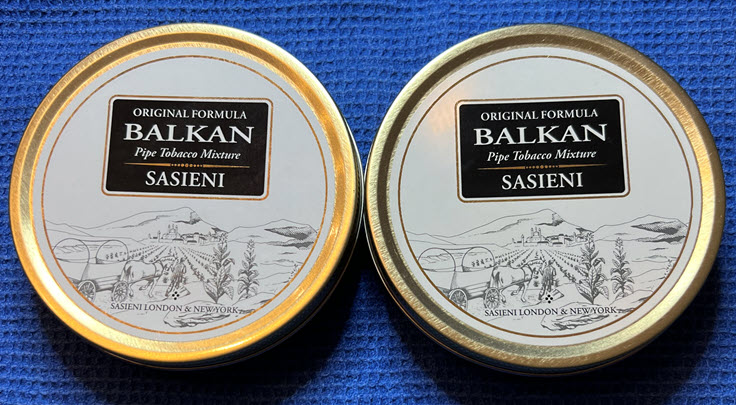 ORIGINAL FORMULA
BALKAN
Pipe Tobacco Mixture
SASIENI
SASIENI LONDON & NEW YORK
ORIGINAL FORMULA
BALKAN
Pipe Tobacco Mixture
SASIENI
SASIENI LONDON & NEW YORK